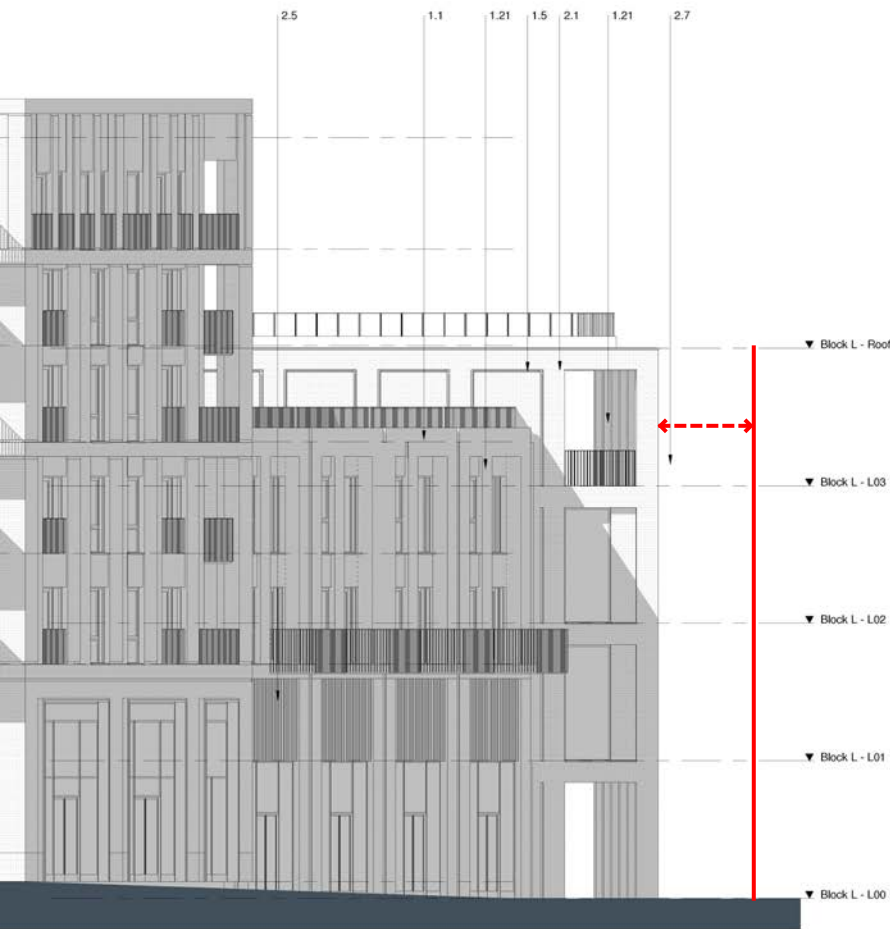 2.5
1.1
1.21
1.5
2.1
1.21
2.7
Block L - Roof
Block L - L03
Block L - L02
Block L - L01
Block L - L00